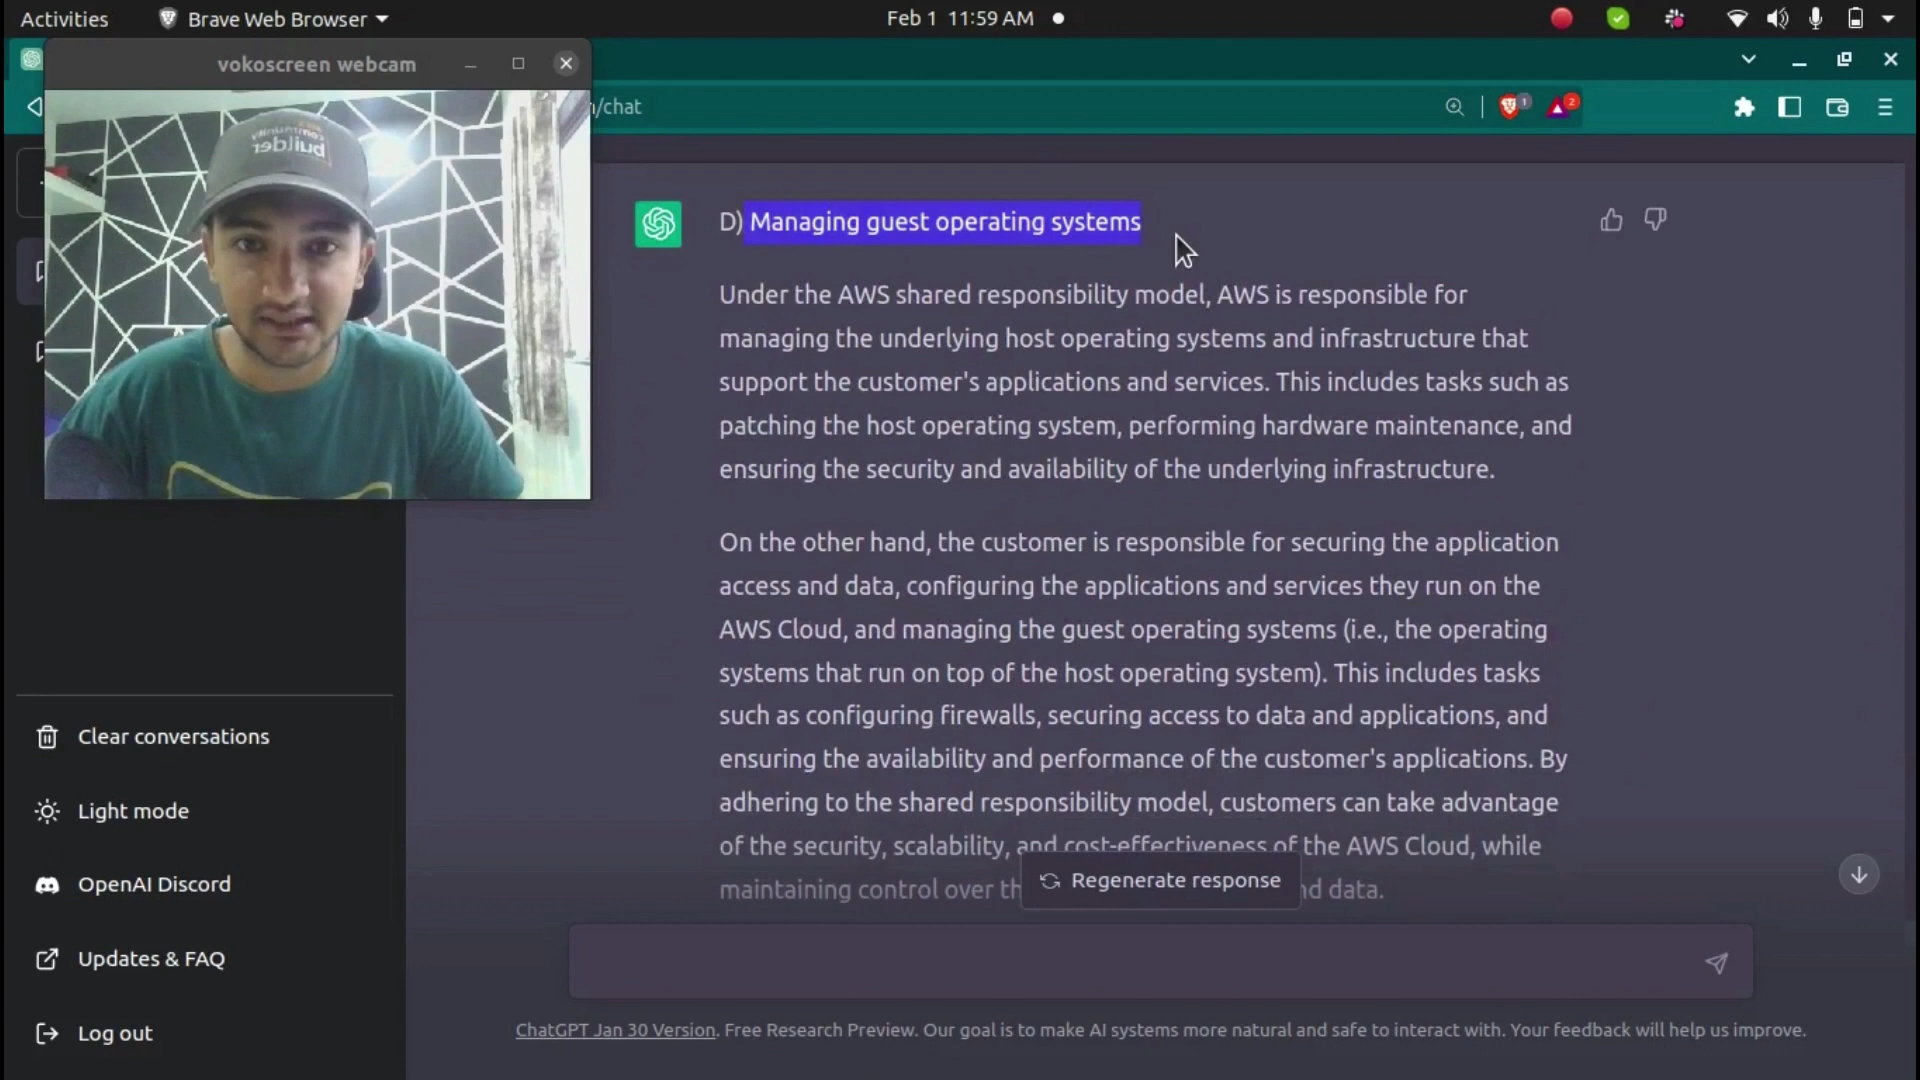 Activities
Brave Web Browser
Feb 1 11:59 AM
vokoscreen webcam
/chat
1
2
community
builder
D) Managing guest operating systems
Under the AWS shared responsibility model, AWS is responsible for
managing the underlying host operating systems and infrastructure that
support the customer's applications and services. This includes tasks such as
patching the host operating system, performing hardware maintenance, and
ensuring the security and availability of the underlying infrastructure.
On the other hand, the customer is responsible for securing the application
access and data, configuring the applications and services they run on the
AWS Cloud, and managing the guest operating systems (i.e., the operating
systems that run on top of the host operating system). This includes tasks
such as configuring firewalls, securing access to data and applications, and
ensuring the availability and performance of the customer's applications. By
adhering to the shared responsibility model, customers can take advantage
of the security, scalability, and cost-effectiveness of the AWS Cloud, while
maintaining control over th
nd data.
Regenerate response
Clear conversations
Light mode
OpenAI Discord
Updates & FAQ
Log out
ChatGPT Jan 30 Version. Free Research Preview. Our goal is to make AI systems more natural and safe to interact with. Your feedback will help us improve.